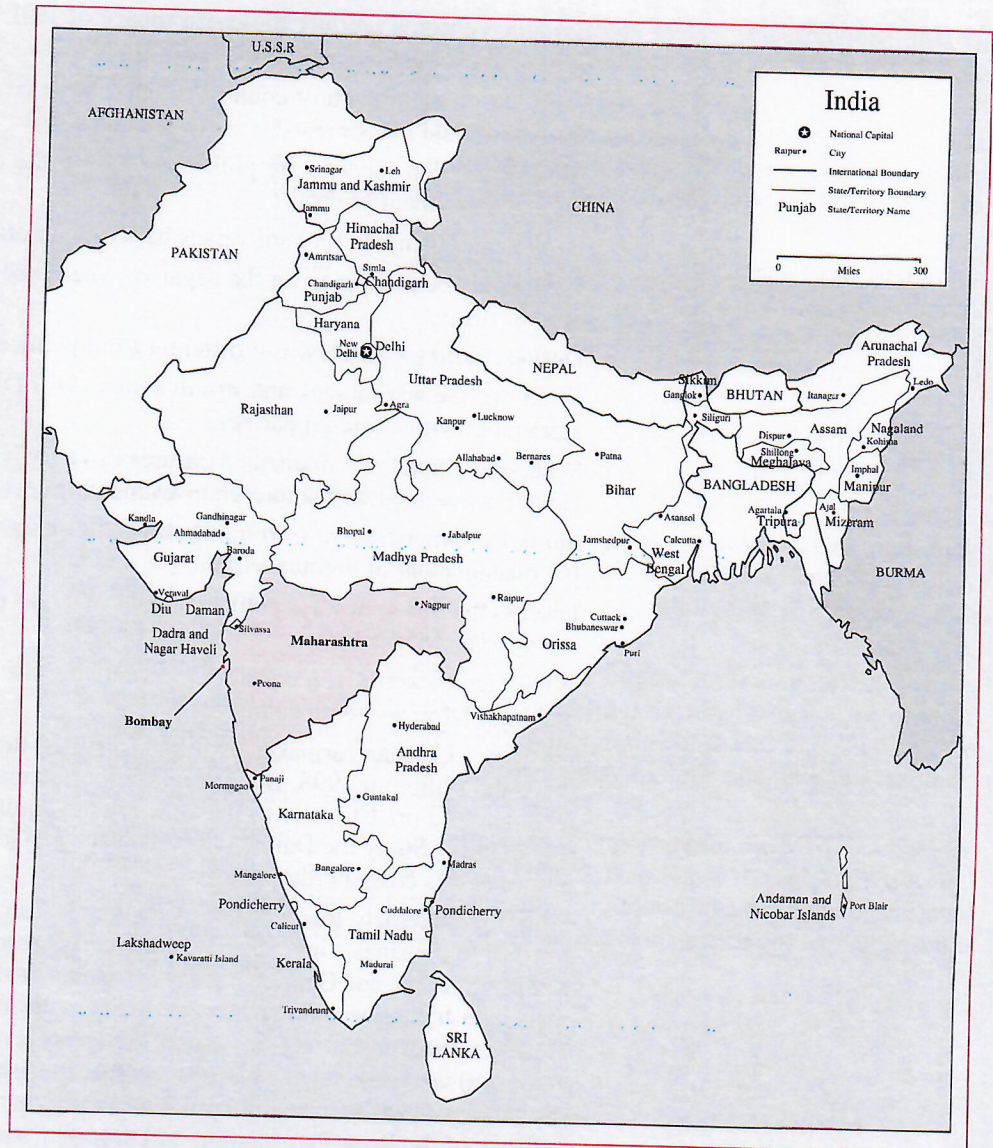 U.S.S.R
AFGHANISTAN
India
National Capital
Raipur
City
International Boundary
State/Territory Boundary
Punjab
State/Territory Name
0
Miles
300
CHINA
PAKISTAN
Srinagar
Leh
Jammu and Kashmir
Jammu
Himachal
Pradesh
Amritsar
Simla
Chandigarh
Chandigarh
Punjab
Haryana
New
Delhi
Delhi
Uttar Pradesh
NEPAL
Sikkim
Gangtok
BHUTAN
Arunachal
Pradesh
Itanagar
Ledo
Rajasthan
Jaipur
Agra
Lucknow
Kanpur
Siliguri
Assam
Nagaland
Dispur
Kohima
Shillong
Meghalaya
Allahabad
Bernares
Patna
Imphal
Manipur
Bihar
BANGLADESH
Kandla
Gandhinagar
Ahmadabad
Gujarat
Baroda
Bhopal
Jabalpur
Madhya Pradesh
Asansol
Jamshedpur
Calcutta
West
Bengal
Agartala
Tripura
Ajal
Mizeram
BURMA
Veraval
Diu
Daman
Silvassa
Dadra and
Nagar Haveli
Nagpur
Raipur
Maharashtra
Cuttack
Bhubaneswar
Orissa
Puri
Poona
Bombay
Vishakhapatnam
Hyderabad
Andhra
Pradesh
Panaji
Mormugao
Guntakal
Karnataka
Bangalore
Madras
Mangalore
Pondicherry
Cuddalore
Pondicherry
Calicut
Tamil Nadu
Andaman and
Nicobar Islands
Port Blair
Lakshadweep
Kavaratti Island
Kerala
Madurai
Trivandrum
SRI
LANKA